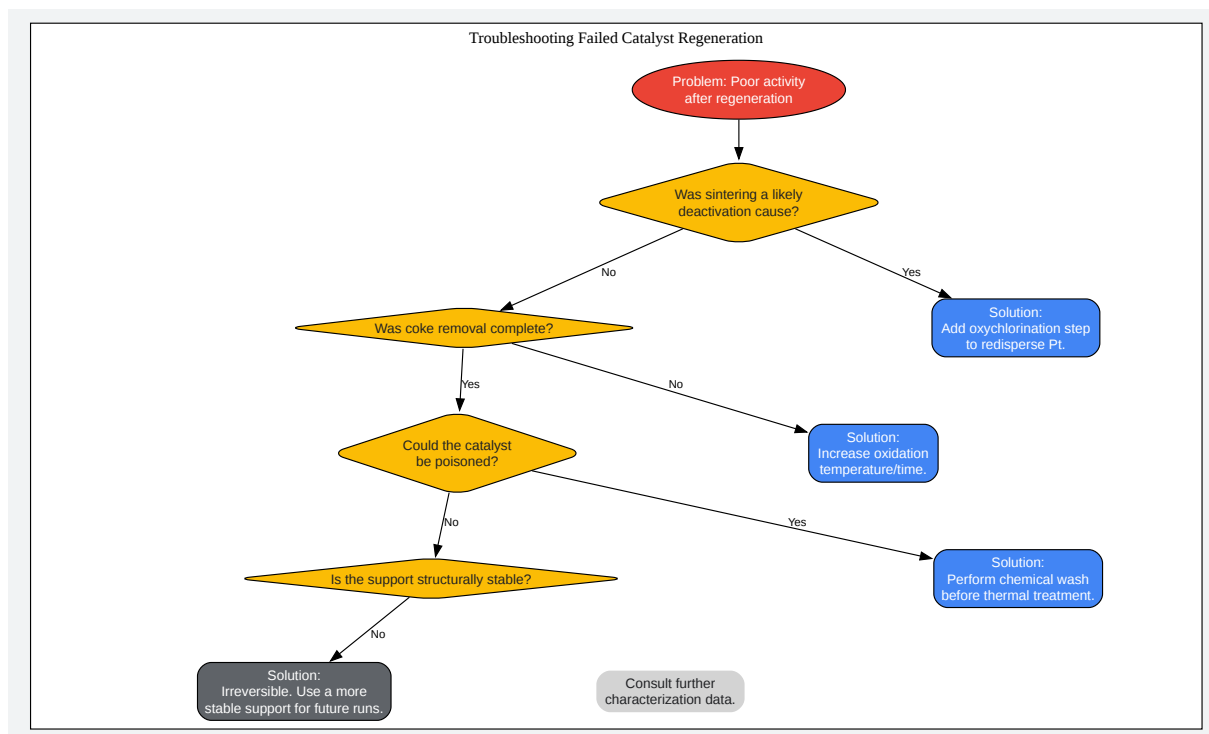 Troubleshooting Failed Catalyst Regeneration
Problem: Poor activity
after regeneration
Was sintering a likely
deactivation cause?
No
Yes
Solution:
Add oxychlorination step
to redisperse Pt.
Was coke removal complete?
Yes
No
Solution:
Increase oxidation
temperature/time.
Could the catalyst
be poisoned?
No
Yes
Solution:
Perform chemical wash
before thermal treatment.
Is the support structurally stable?
No
Solution:
Irreversible. Use a more
stable support for future runs.
Consult further
characterization data.